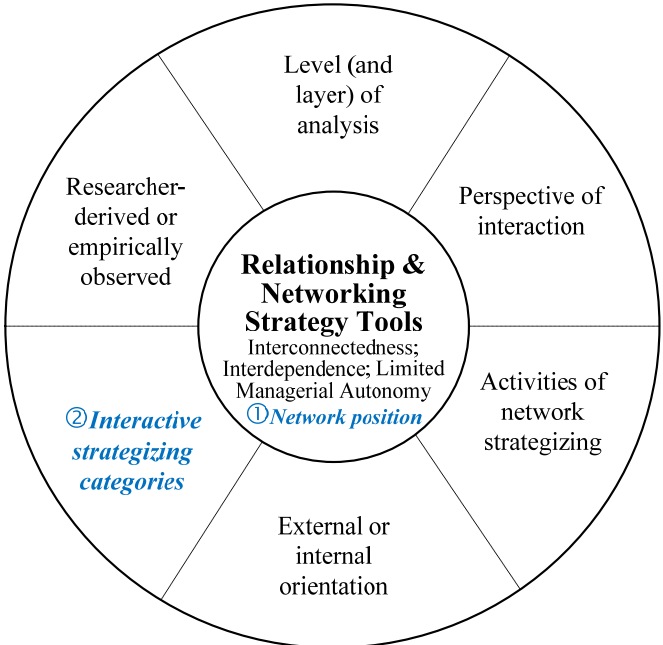 Level (and
layer) of
analysis
Perspective of
interaction
Activities of
network
strategizing
External or
internal
orientation
②Interactive
strategizing
categories
Researcher-
derived or
empirically
observed
Relationship &
Networking
Strategy Tools
Interconnectedness;
Interdependence; Limited
Managerial Autonomy
①Network position